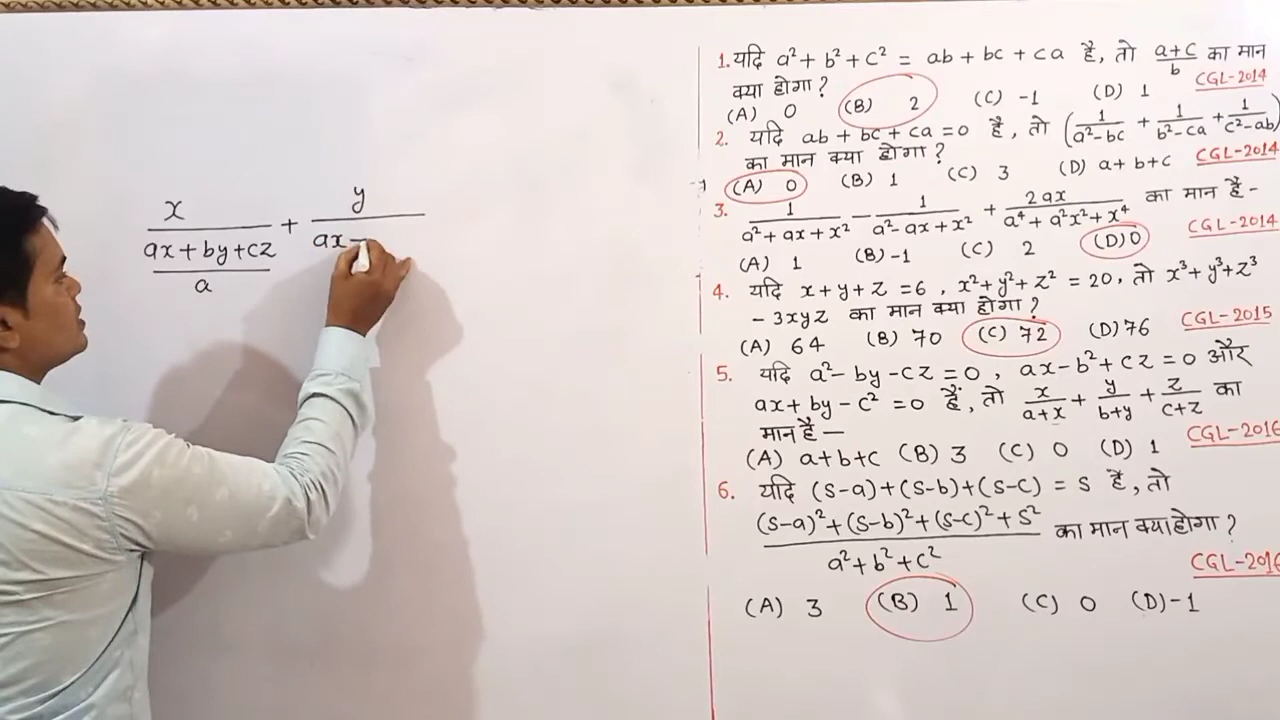 x y
ax+by+cz + ax
a
1. यदि a²+b²+c² = ab+bc+ca है, तो a+c/b का मान
क्या होगा? CGL-2014
(A) 0 (B) 2 (C) -1 (D) 1
2. यदि ab+bc+ca=0 है, तो (1/a²-bc + 1/b²-ca + 1/c²-ab)
का मान क्या होगा?
(A) 0 (B) 1 (C) 3 (D) a+b+c CGL-2014
3. 1/a²+ax+x² - 1/a²-ax+x² + 2ax/a⁴+a²x²+x⁴ का मान है-
(A) 1 (B) -1 (C) 2 (D) 0 CGL-2014
4. यदि x+y+z=6, x²+y²+z²=20, तो x³+y³+z³
-3xyz का मान क्या होगा?
(A) 64 (B) 70 (C) 72 (D) 76 CGL-2015
5. यदि a²-by-cz=0, ax-b²+cz=0 और
ax+by-c²=0 हैं, तो x/a+x + y/b+y + z/c+z का
मान है—
(A) a+b+c (B) 3 (C) 0 (D) 1 CGL-2016
6. यदि (s-a)+(s-b)+(s-c) = s है, तो
(s-a)²+(s-b)²+(s-c)²+s²/a²+b²+c² का मान क्या होगा?
CGL-2016
(A) 3 (B) 1 (C) 0 (D) -1